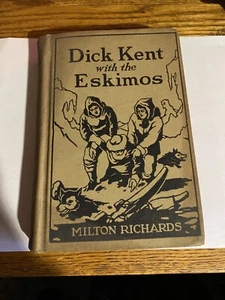 Dick Kent
with the
Eskimos
MILTON RICHARDS